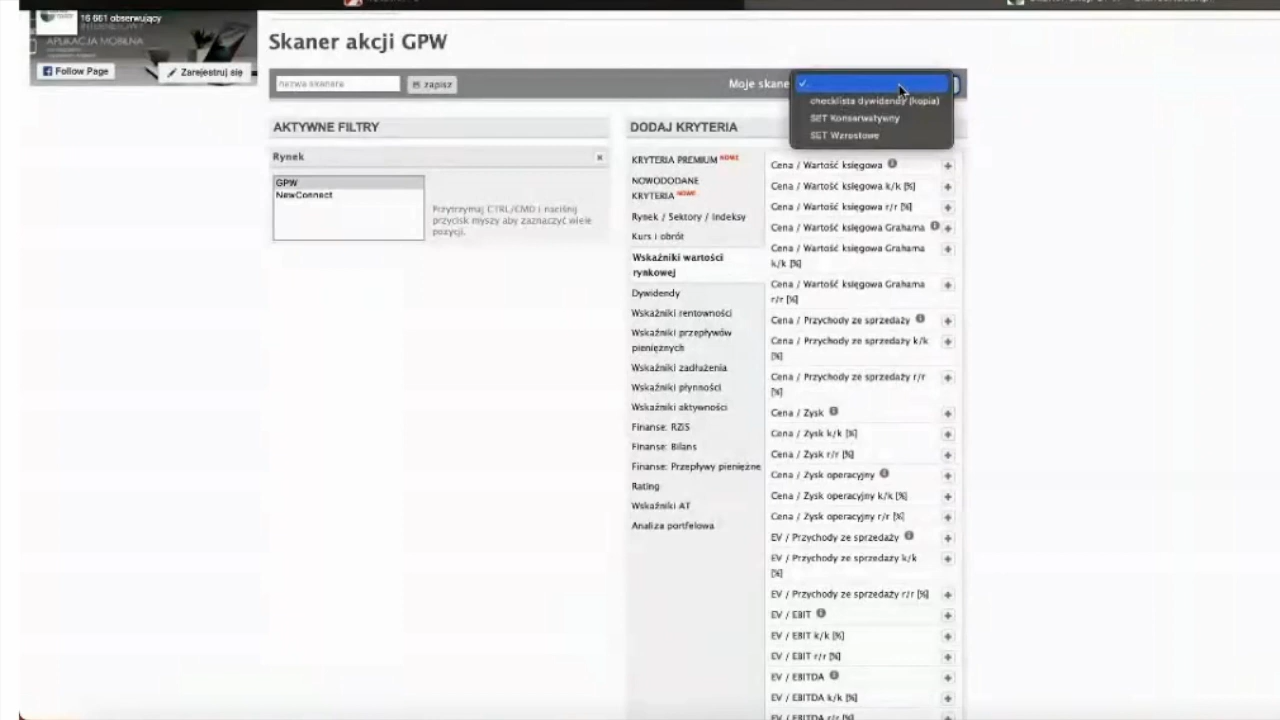 16 661 obserwujący
INTERNETOWY
APLIKACJA MOBILNA
Follow Page
Zarejestruj się
Skaner akcji GPW
nazwa skanera
zapisz
Moje skane
checklista dywidendy (kopia)
SET Konserwatywny
SET Wzrostowe
AKTYWNE FILTRY
Rynek
GPW
NewConnect
Przytrzymaj CTRL/CMD i naciśnij
przycisk myszy aby zaznaczyć wiele
pozycji.
DODAJ KRYTERIA
KRYTERIA PREMIUM NOWE
NOWODODANE
KRYTERIA NOWE
Rynek / Sektory / Indeksy
Kurs i obrót
Wskaźniki wartości
rynkowej
Dywidendy
Wskaźniki rentowności
Wskaźniki przepływów
pieniężnych
Wskaźniki zadłużenia
Wskaźniki płynności
Wskaźniki aktywności
Finanse: RZiS
Finanse: Bilans
Finanse: Przepływy pieniężne
Rating
Wskaźniki AT
Analiza portfelowa
Cena / Wartość księgowa
Cena / Wartość księgowa k/k [%]
Cena / Wartość księgowa r/r [%]
Cena / Wartość księgowa Grahama
Cena / Wartość księgowa Grahama
k/k [%]
Cena / Wartość księgowa Grahama
r/r [%]
Cena / Przychody ze sprzedaży
Cena / Przychody ze sprzedaży k/k
[%]
Cena / Przychody ze sprzedaży r/r
[%]
Cena / Zysk
Cena / Zysk k/k [%]
Cena / Zysk r/r [%]
Cena / Zysk operacyjny
Cena / Zysk operacyjny k/k [%]
Cena / Zysk operacyjny r/r [%]
EV / Przychody ze sprzedaży
EV / Przychody ze sprzedaży k/k
[%]
EV / Przychody ze sprzedaży r/r [%]
EV / EBIT
EV / EBIT k/k [%]
EV / EBIT r/r [%]
EV / EBITDA
EV / EBITDA k/k [%]
EV / EBITDA r/r [%]